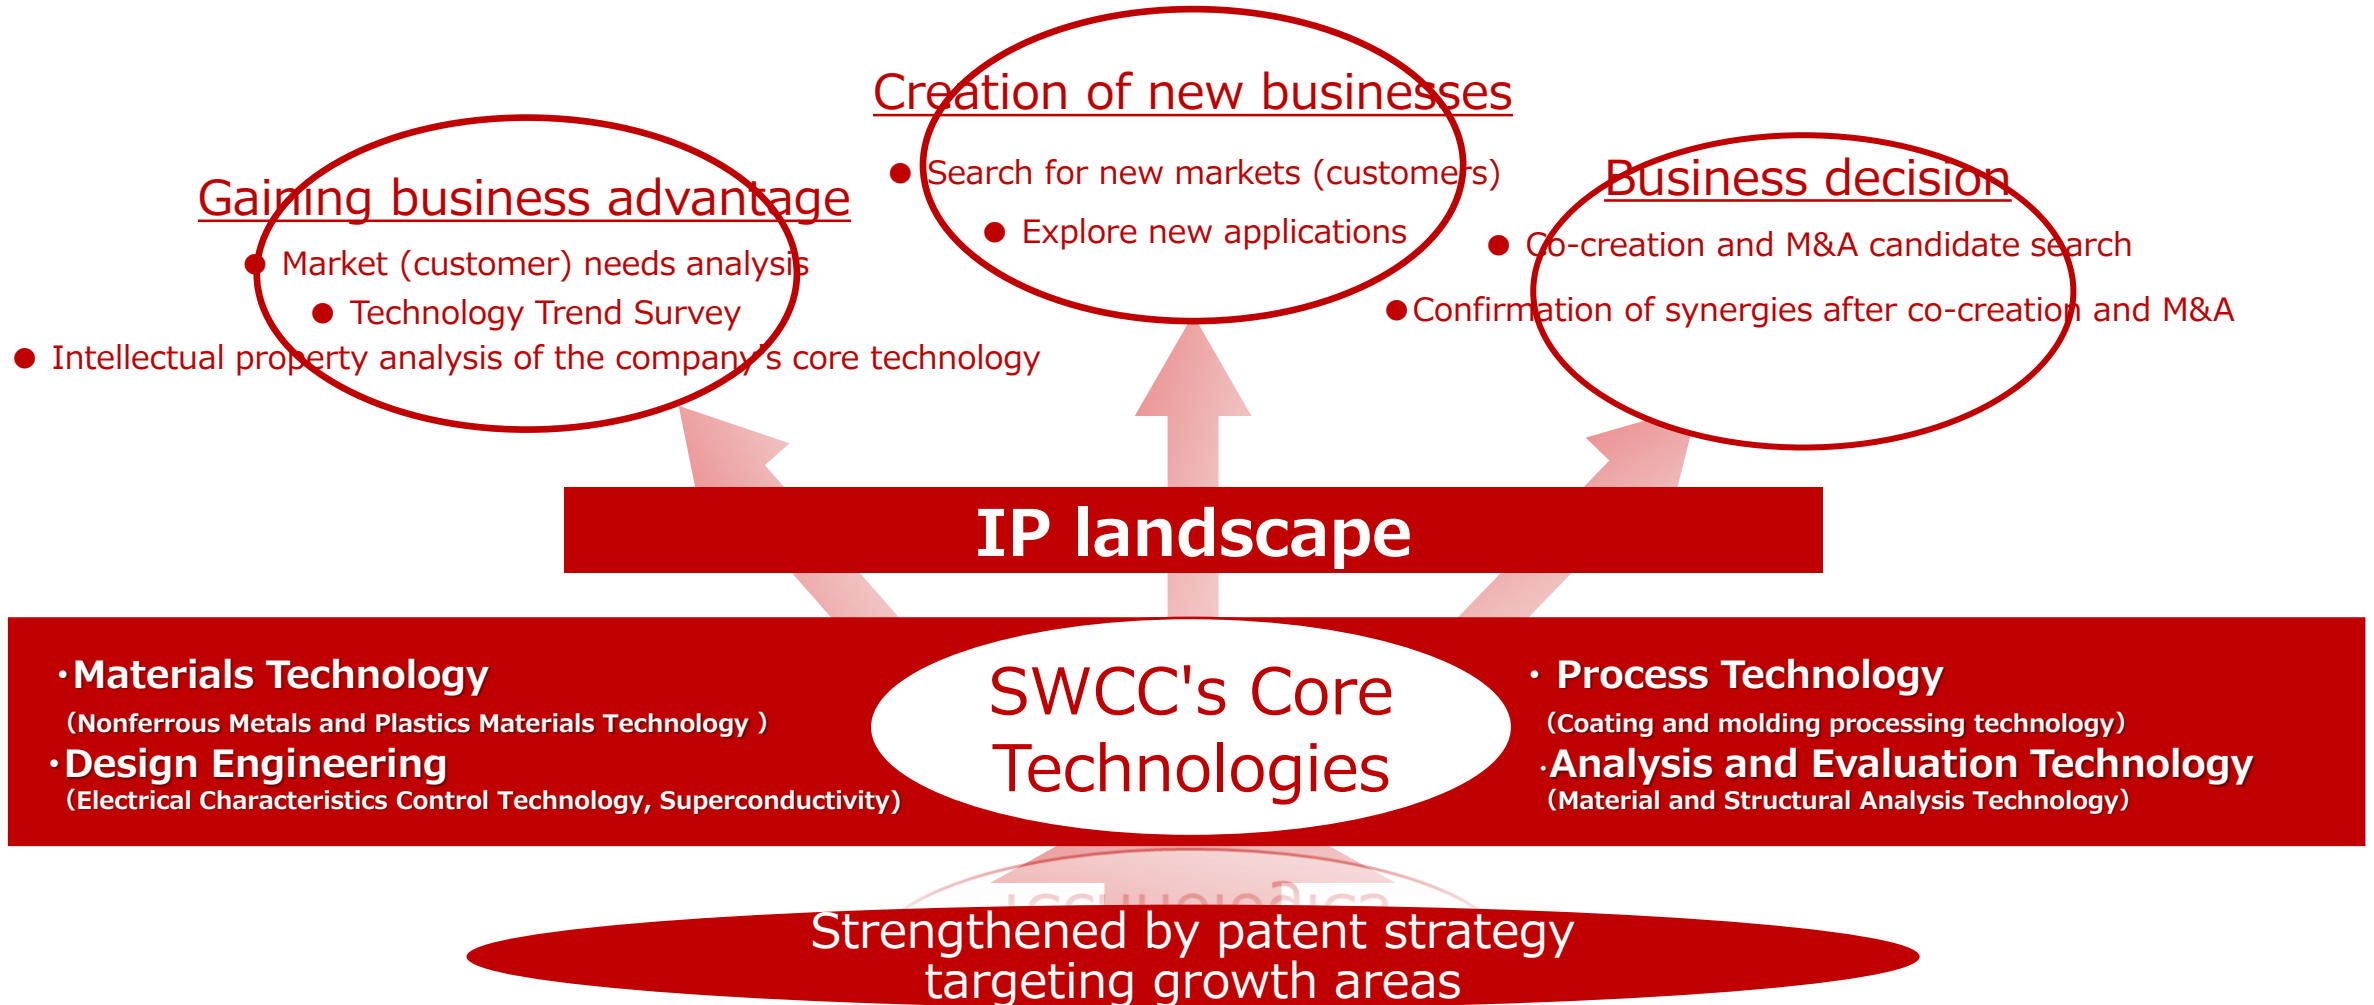 Creation of new businesses
● Search for new markets (customers)
● Explore new applications
Gaining business advantage
● Market (customer) needs analysis
● Technology Trend Survey
● Intellectual property analysis of the company's core technology
Business decision
● Co-creation and M&A candidate search
●Confirmation of synergies after co-creation and M&A
IP landscape
・Materials Technology
（Nonferrous Metals and Plastics Materials Technology ）
・Design Engineering
（Electrical Characteristics Control Technology, Superconductivity）
SWCC's Core
Technologies
・ Process Technology
（Coating and molding processing technology）
・Analysis and Evaluation Technology
（Material and Structural Analysis Technology）
Strengthened by patent strategy
targeting growth areas